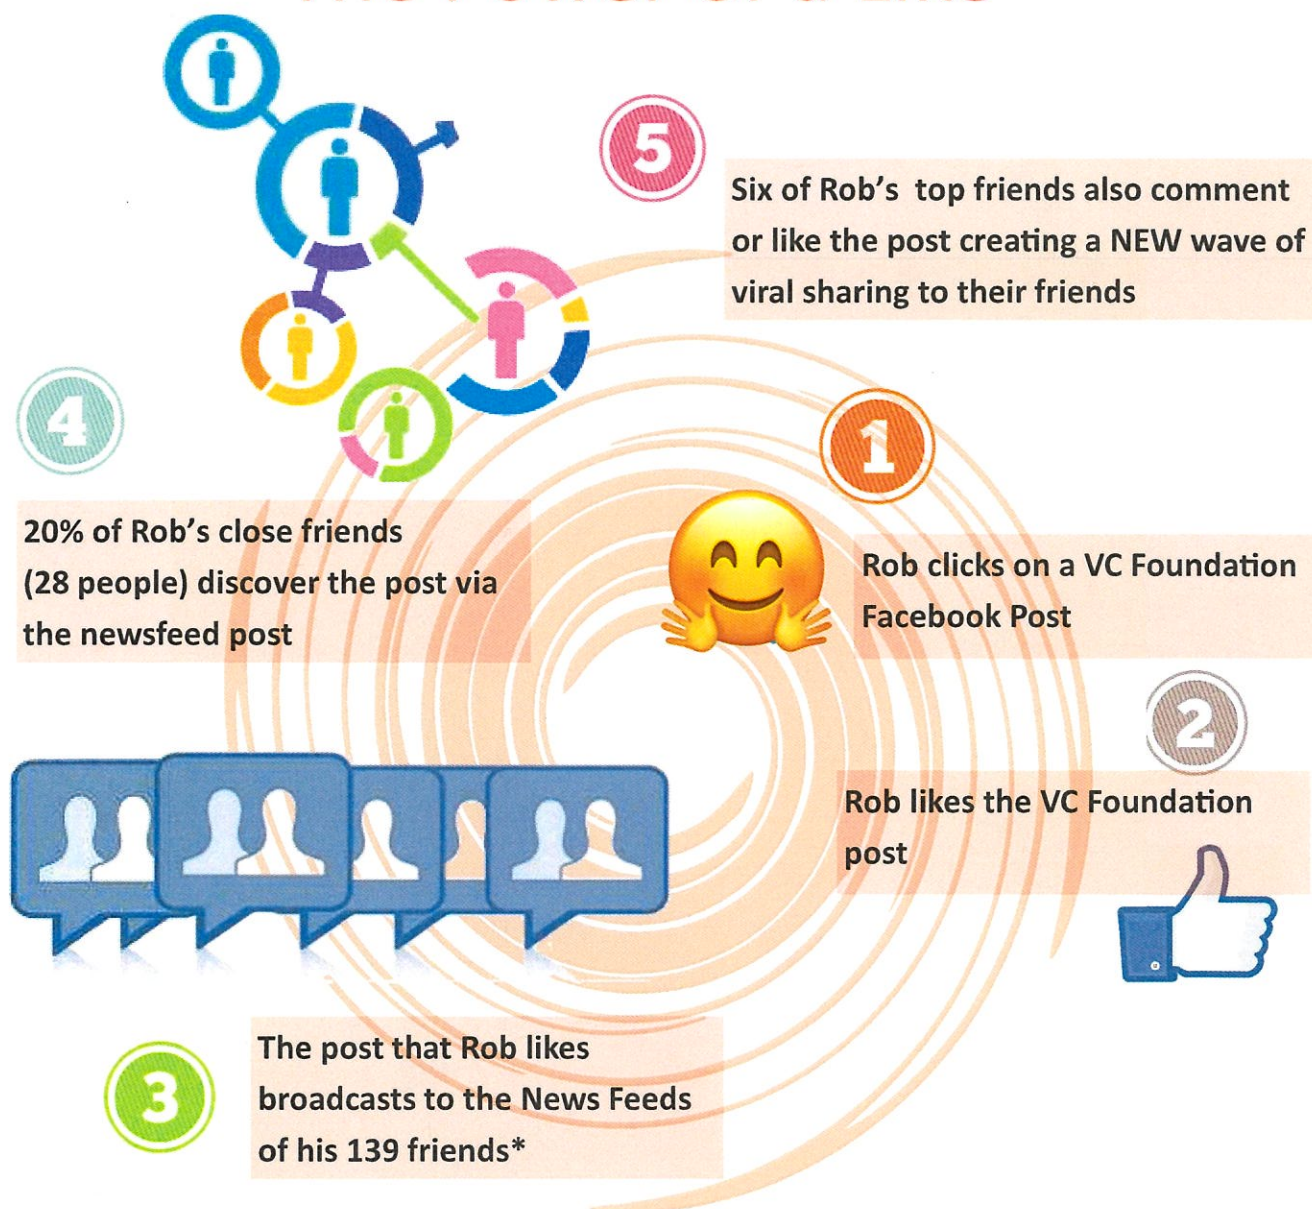 1
Rob clicks on a VC Foundation
Facebook Post
2
Rob likes the VC Foundation
post
3
The post that Rob likes
broadcasts to the News Feeds
of his 139 friends*
4
20% of Rob's close friends
(28 people) discover the post via
the newsfeed post
5
Six of Rob's  top friends also comment
or like the post creating a NEW wave of
viral sharing to their friends